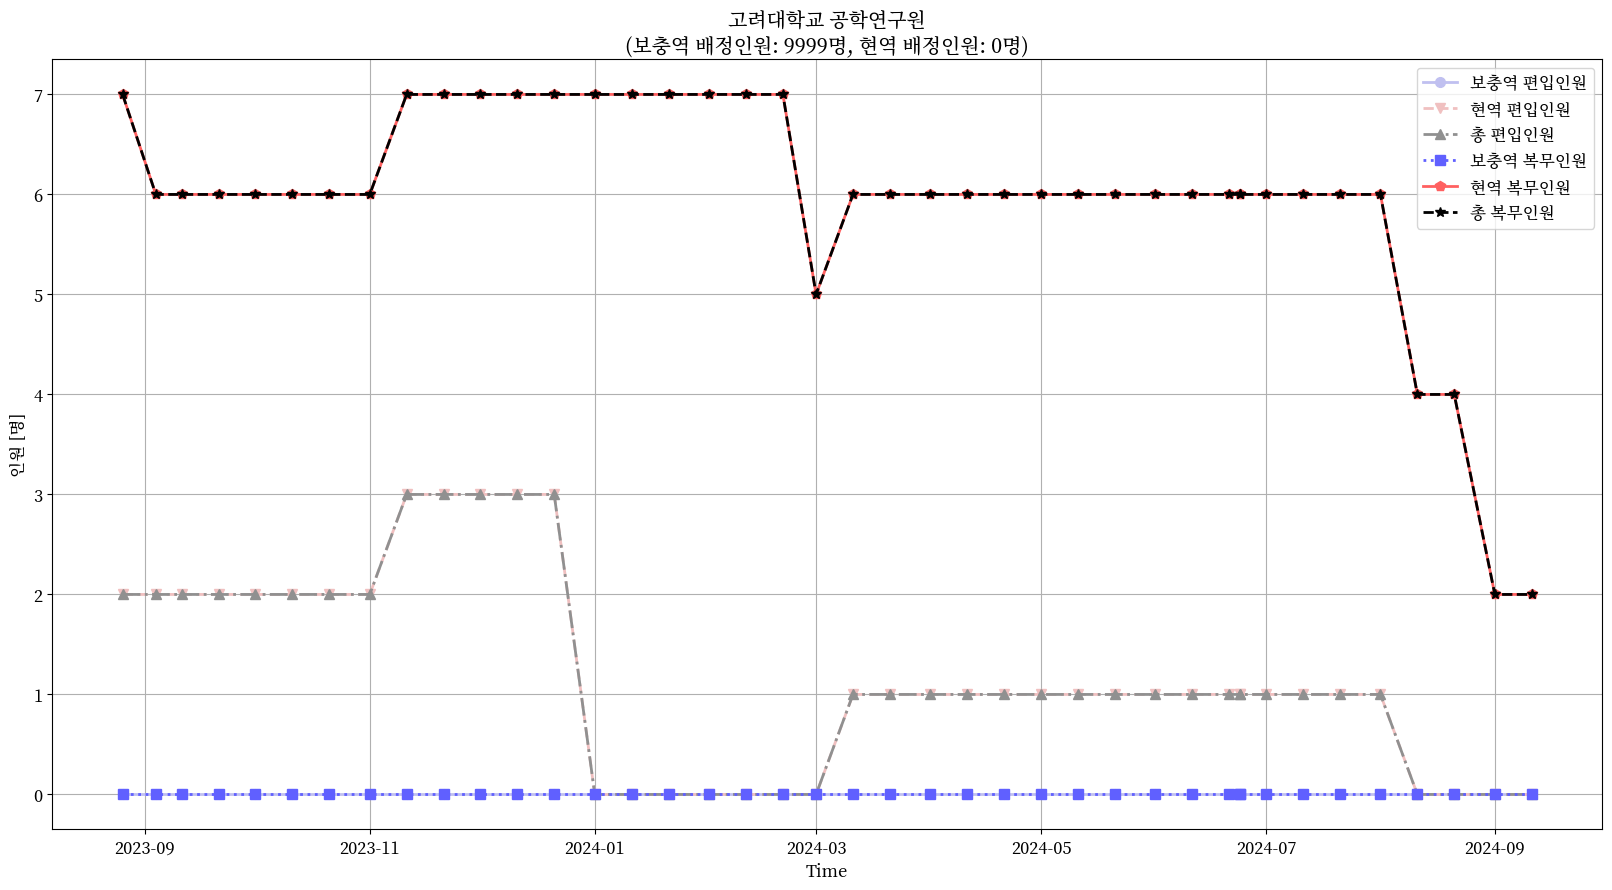 고려대학교 공학연구원
(보충역 배정인원: 9999명, 현역 배정인원: 0명)
보충역 편입인원
현역 편입인원
총 편입인원
보충역 복무인원
현역 복무인원
총 복무인원
인원 [명]
7
6
5
4
3
2
1
0
2023-09
2023-11
2024-01
2024-03
2024-05
2024-07
2024-09
Time